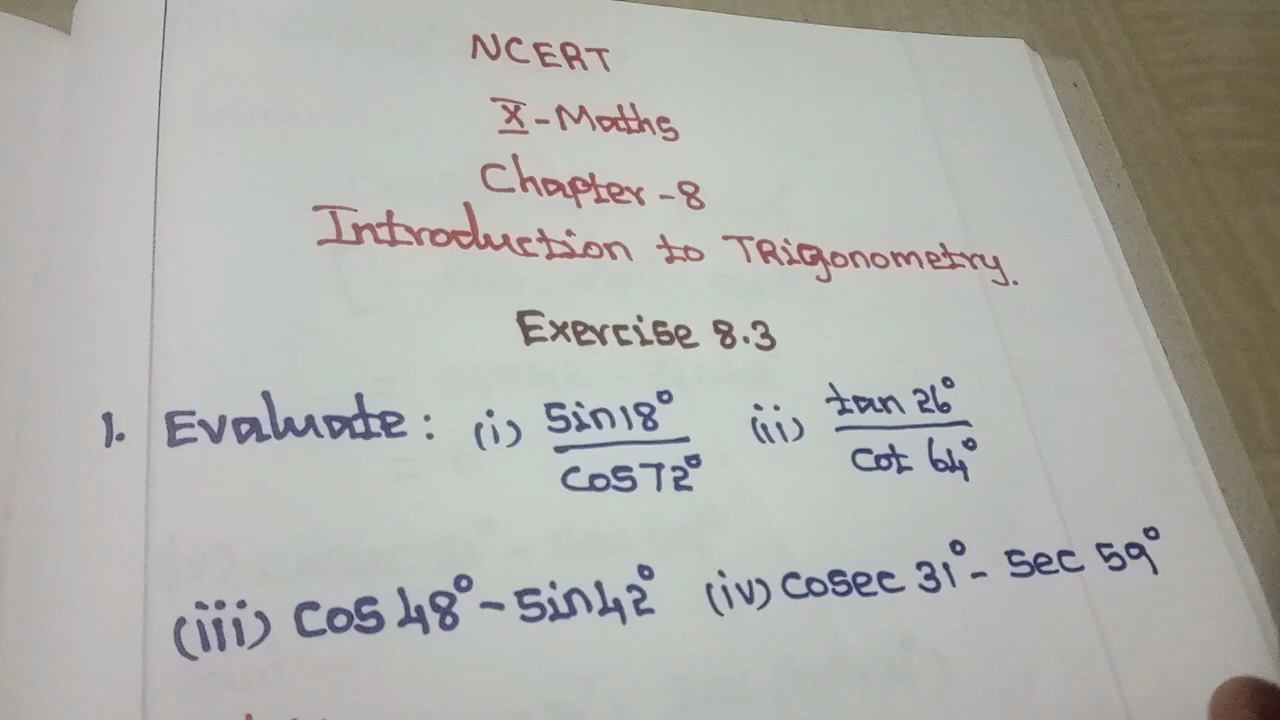 NCERT
X-Maths
Chapter-8
Introduction to TRigonometry.
Exercise 8.3
1. Evaluate: (i) Sin18°/Cos72° (ii) tan 26°/Cot 64°
(iii) Cos 48° - Sin42° (iv) Cosec 31° - Sec 59°